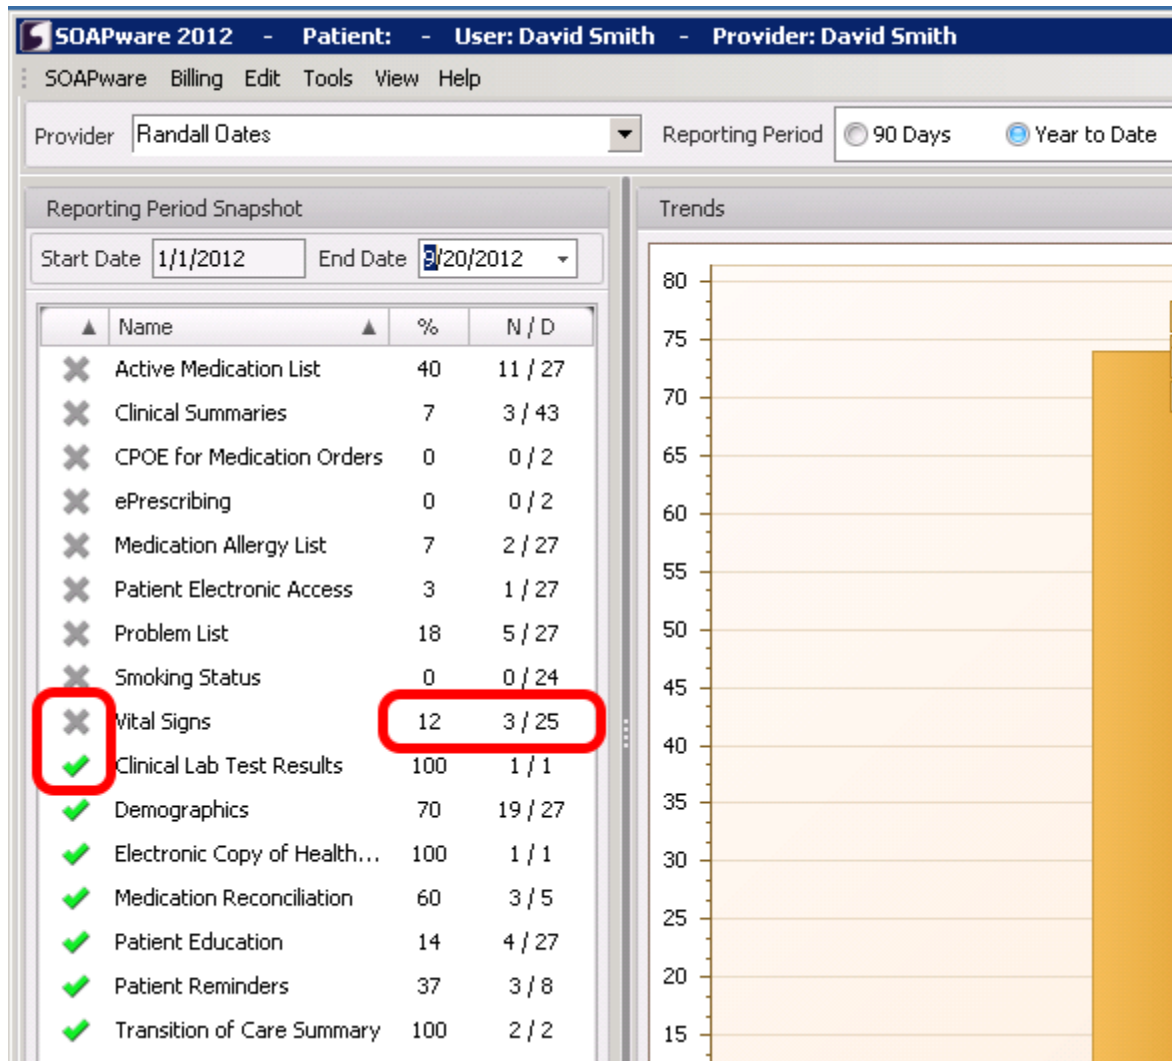 SOAPware 2012 - Patient: - User: David Smith - Provider: David Smith
SOAPware Billing Edit Tools View Help
Provider Randall Oates Reporting Period 90 Days Year to Date
Reporting Period Snapshot
Start Date 1/1/2012 End Date 9/20/2012
Name % N / D
Active Medication List 40 11 / 27
Clinical Summaries 7 3 / 43
CPOE for Medication Orders 0 0 / 2
ePrescribing 0 0 / 2
Medication Allergy List 7 2 / 27
Patient Electronic Access 3 1 / 27
Problem List 18 5 / 27
Smoking Status 0 0 / 24
Vital Signs 12 3 / 25
Clinical Lab Test Results 100 1 / 1
Demographics 70 19 / 27
Electronic Copy of Health... 100 1 / 1
Medication Reconciliation 60 3 / 5
Patient Education 14 4 / 27
Patient Reminders 37 3 / 8
Transition of Care Summary 100 2 / 2
Trends
80
75
70
65
60
55
50
45
40
35
30
25
20
15